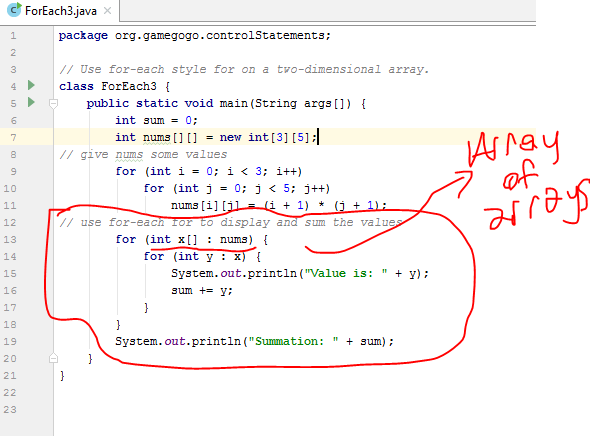 ForEach3.java
1 package org.gamegogo.controlStatements;
2
3 // Use for-each style for on a two-dimensional array.
4 class ForEach3 {
5 public static void main(String args[]) {
6 int sum = 0;
7 int nums[][] = new int[3][5];
8 // give nums some values
9 for (int i = 0; i < 3; i++)
10 for (int j = 0; j < 5; j++)
11 nums[i][j] = (i + 1) * (j + 1);
12 // use for-each for to display and sum the values
13 for (int x[] : nums) {
14 for (int y : x) {
15 System.out.println("Value is: " + y);
16 sum += y;
17 }
18 }
19 System.out.println("Summation: " + sum);
20 }
21 }
22
23
Array
of
arrays